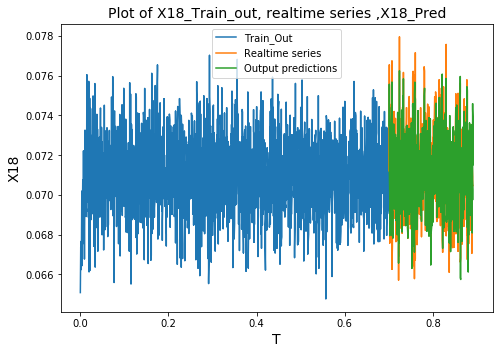 Plot of X18_Train_out, realtime series ,X18_Pred
Train_Out
Realtime series
Output predictions
0.078
0.076
0.074
0.072
0.070
0.068
0.066
X18
0.0
0.2
0.4
0.6
0.8
T